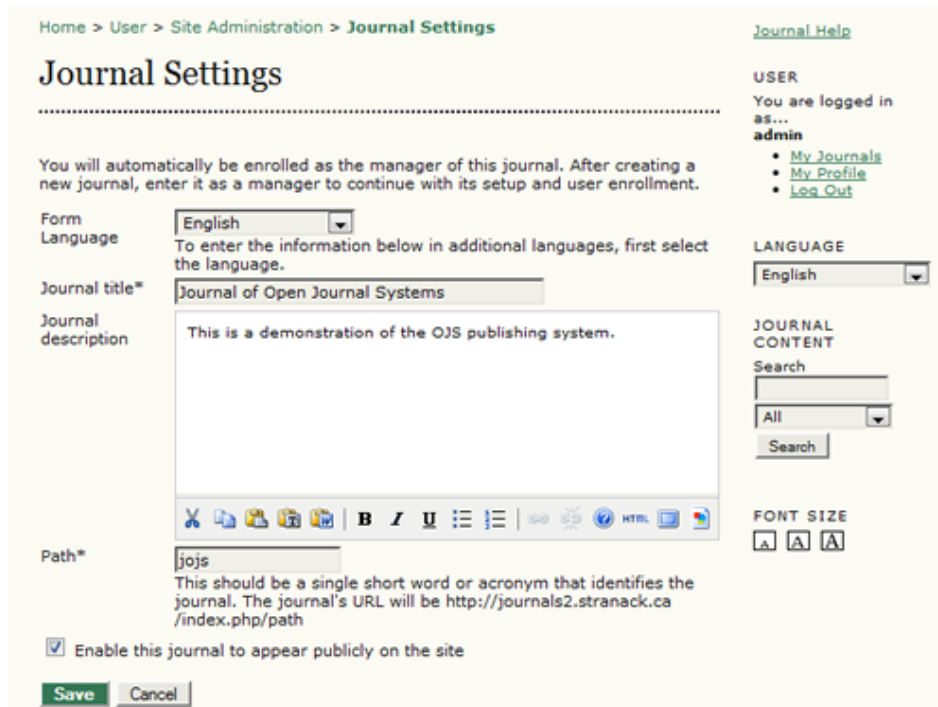 Home > User > Site Administration > Journal Settings
Journal Settings
You will automatically be enrolled as the manager of this journal. After creating a
new journal, enter it as a manager to continue with its setup and user enrollment.
Form
Language
English
To enter the information below in additional languages, first select
the language.
Journal title*
Journal of Open Journal Systems
Journal
description
This is a demonstration of the OJS publishing system.
B I U
HTML
Path*
jojs
This should be a single short word or acronym that identifies the
journal. The journal's URL will be http://journals2.stranack.ca
/index.php/path
Enable this journal to appear publicly on the site
Save Cancel
Journal Help
USER
You are logged in
as...
admin
My Journals
My Profile
Log Out
LANGUAGE
English
JOURNAL
CONTENT
Search
All
Search
FONT SIZE
A A A